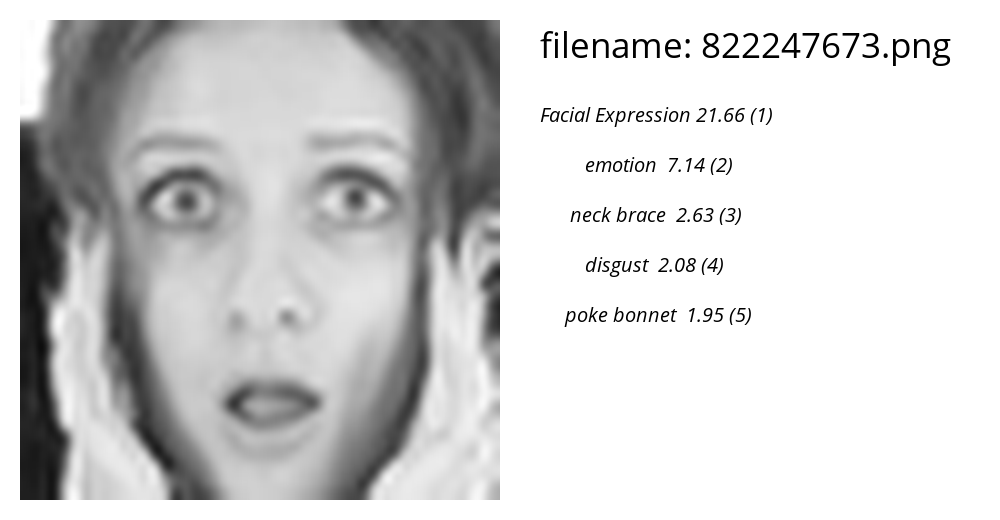 filename: 822247673.png
Facial Expression 21.66 (1)
emotion 7.14 (2)
neck brace 2.63 (3)
disgust 2.08 (4)
poke bonnet 1.95 (5)